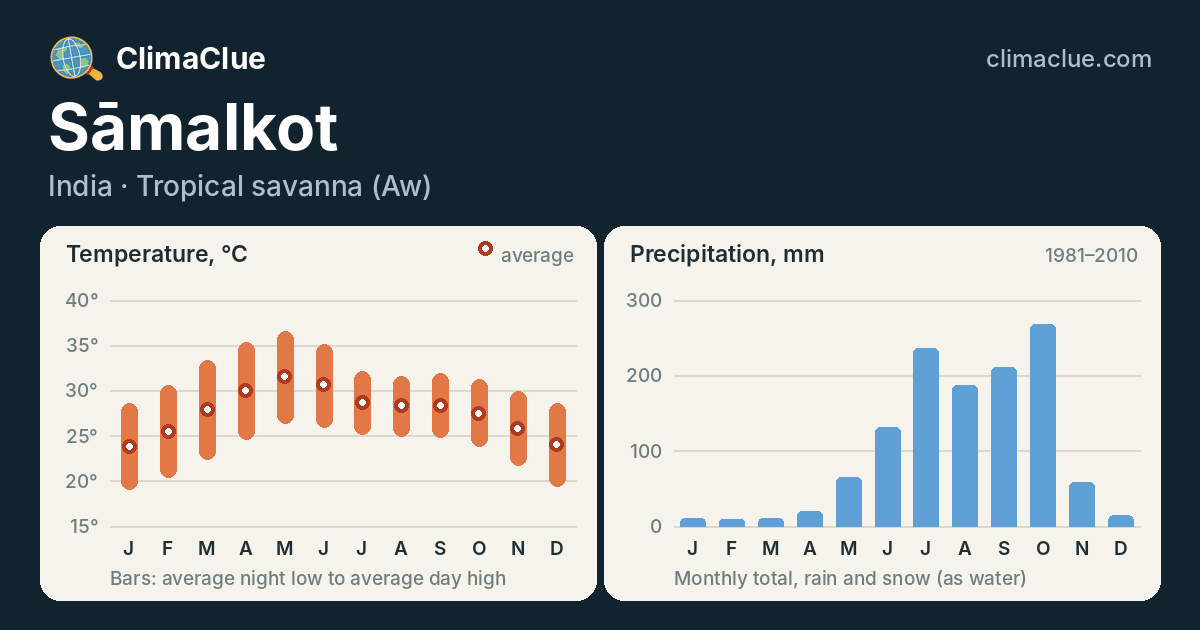 ClimaClue
climaclue.com
Sāmalkot
India · Tropical savanna (Aw)
Temperature, °C
average
40°
35°
30°
25°
20°
15°
J F M A M J J A S O N D
Bars: average night low to average day high
Precipitation, mm
1981–2010
300
200
100
0
J F M A M J J A S O N D
Monthly total, rain and snow (as water)